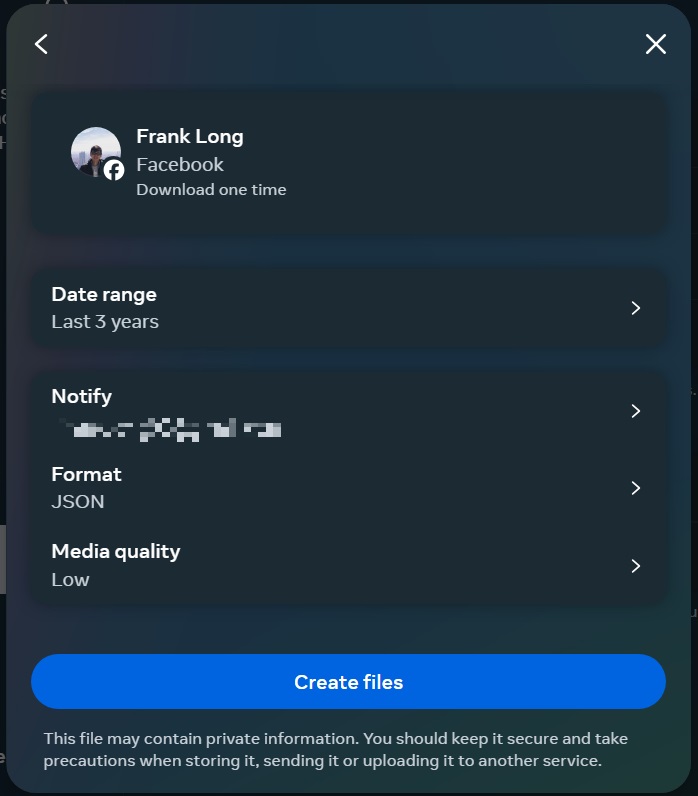 Frank Long
Facebook
Download one time
Date range
Last 3 years
Notify
Format
JSON
Media quality
Low
Create files
This file may contain private information. You should keep it secure and take
precautions when storing it, sending it or uploading it to another service.